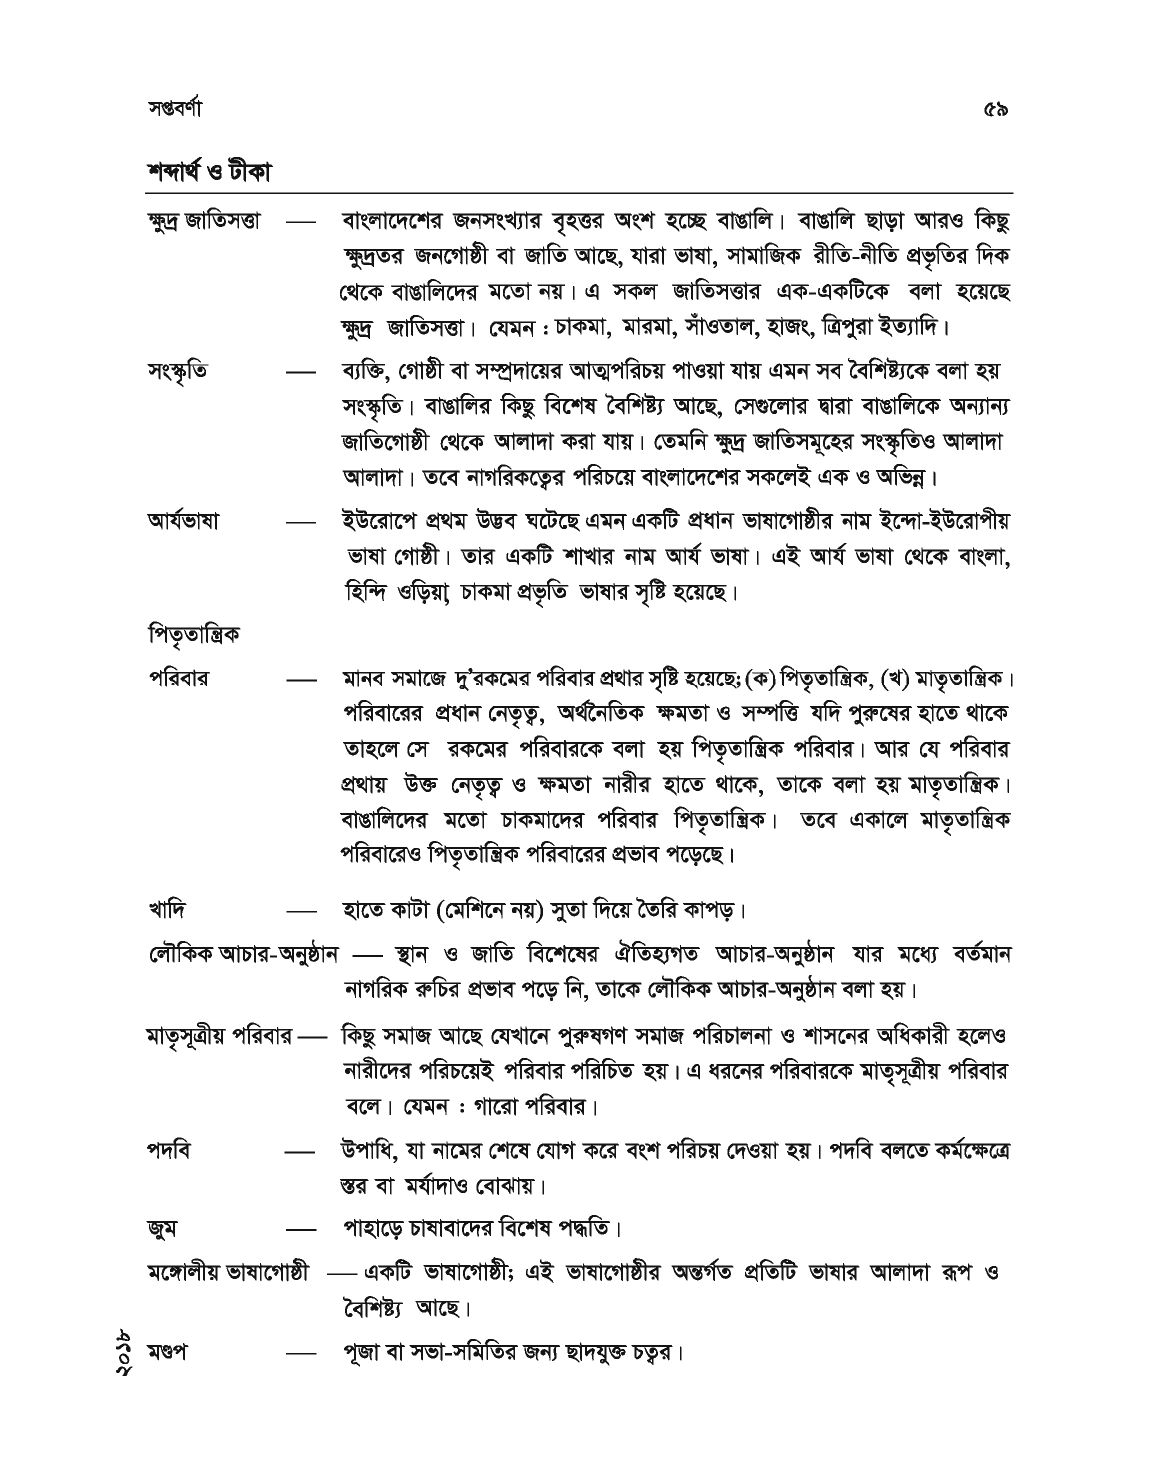 সপ্তবর্ণা ৫৯
শব্দার্থ ও টীকা
ক্ষুদ্র জাতিসত্তা — বাংলাদেশের জনসংখ্যার বৃহত্তর অংশ হচ্ছে বাঙালি। বাঙালি ছাড়া আরও কিছু
ক্ষুদ্রতর জনগোষ্ঠী বা জাতি আছে, যারা ভাষা, সামাজিক রীতি-নীতি প্রভৃতির দিক
থেকে বাঙালিদের মতো নয়। এ সকল জাতিসত্তার এক-একটিকে বলা হয়েছে
ক্ষুদ্র জাতিসত্তা। যেমন : চাকমা, মারমা, সাঁওতাল, হাজং, ত্রিপুরা ইত্যাদি।
সংস্কৃতি — ব্যক্তি, গোষ্ঠী বা সম্প্রদায়ের আত্মপরিচয় পাওয়া যায় এমন সব বৈশিষ্ট্যকে বলা হয়
সংস্কৃতি। বাঙালির কিছু বিশেষ বৈশিষ্ট্য আছে, সেগুলোর দ্বারা বাঙালিকে অন্যান্য
জাতিগোষ্ঠী থেকে আলাদা করা যায়। তেমনি ক্ষুদ্র জাতিসমূহের সংস্কৃতিও আলাদা
আলাদা। তবে নাগরিকত্বের পরিচয়ে বাংলাদেশের সকলেই এক ও অভিন্ন।
আর্যভাষা — ইউরোপে প্রথম উদ্ভব ঘটেছে এমন একটি প্রধান ভাষাগোষ্ঠীর নাম ইন্দো-ইউরোপীয়
ভাষা গোষ্ঠী। তার একটি শাখার নাম আর্য ভাষা। এই আর্য ভাষা থেকে বাংলা,
হিন্দি ওড়িয়া, চাকমা প্রভৃতি ভাষার সৃষ্টি হয়েছে।
পিতৃতান্ত্রিক
পরিবার — মানব সমাজে দু'রকমের পরিবার প্রথার সৃষ্টি হয়েছে; (ক) পিতৃতান্ত্রিক, (খ) মাতৃতান্ত্রিক।
পরিবারের প্রধান নেতৃত্ব, অর্থনৈতিক ক্ষমতা ও সম্পত্তি যদি পুরুষের হাতে থাকে
তাহলে সে রকমের পরিবারকে বলা হয় পিতৃতান্ত্রিক পরিবার। আর যে পরিবার
প্রথায় উক্ত নেতৃত্ব ও ক্ষমতা নারীর হাতে থাকে, তাকে বলা হয় মাতৃতান্ত্রিক।
বাঙালিদের মতো চাকমাদের পরিবার পিতৃতান্ত্রিক। তবে একালে মাতৃতান্ত্রিক
পরিবারেও পিতৃতান্ত্রিক পরিবারের প্রভাব পড়েছে।
খাদি — হাতে কাটা (মেশিনে নয়) সুতা দিয়ে তৈরি কাপড়।
লৌকিক আচার-অনুষ্ঠান — স্থান ও জাতি বিশেষের ঐতিহ্যগত আচার-অনুষ্ঠান যার মধ্যে বর্তমান
নাগরিক রুচির প্রভাব পড়ে নি, তাকে লৌকিক আচার-অনুষ্ঠান বলা হয়।
মাতৃসূত্রীয় পরিবার — কিছু সমাজ আছে যেখানে পুরুষগণ সমাজ পরিচালনা ও শাসনের অধিকারী হলেও
নারীদের পরিচয়েই পরিবার পরিচিত হয়। এ ধরনের পরিবারকে মাতৃসূত্রীয় পরিবার
বলে। যেমন : গারো পরিবার।
পদবি — উপাধি, যা নামের শেষে যোগ করে বংশ পরিচয় দেওয়া হয়। পদবি বলতে কর্মক্ষেত্রে
স্তর বা মর্যাদাও বোঝায়।
জুম — পাহাড়ে চাষাবাদের বিশেষ পদ্ধতি।
মঙ্গোলীয় ভাষাগোষ্ঠী — একটি ভাষাগোষ্ঠী; এই ভাষাগোষ্ঠীর অন্তর্গত প্রতিটি ভাষার আলাদা রূপ ও
বৈশিষ্ট্য আছে।
মণ্ডপ — পূজা বা সভা-সমিতির জন্য ছাদযুক্ত চত্বর।
২০১৮